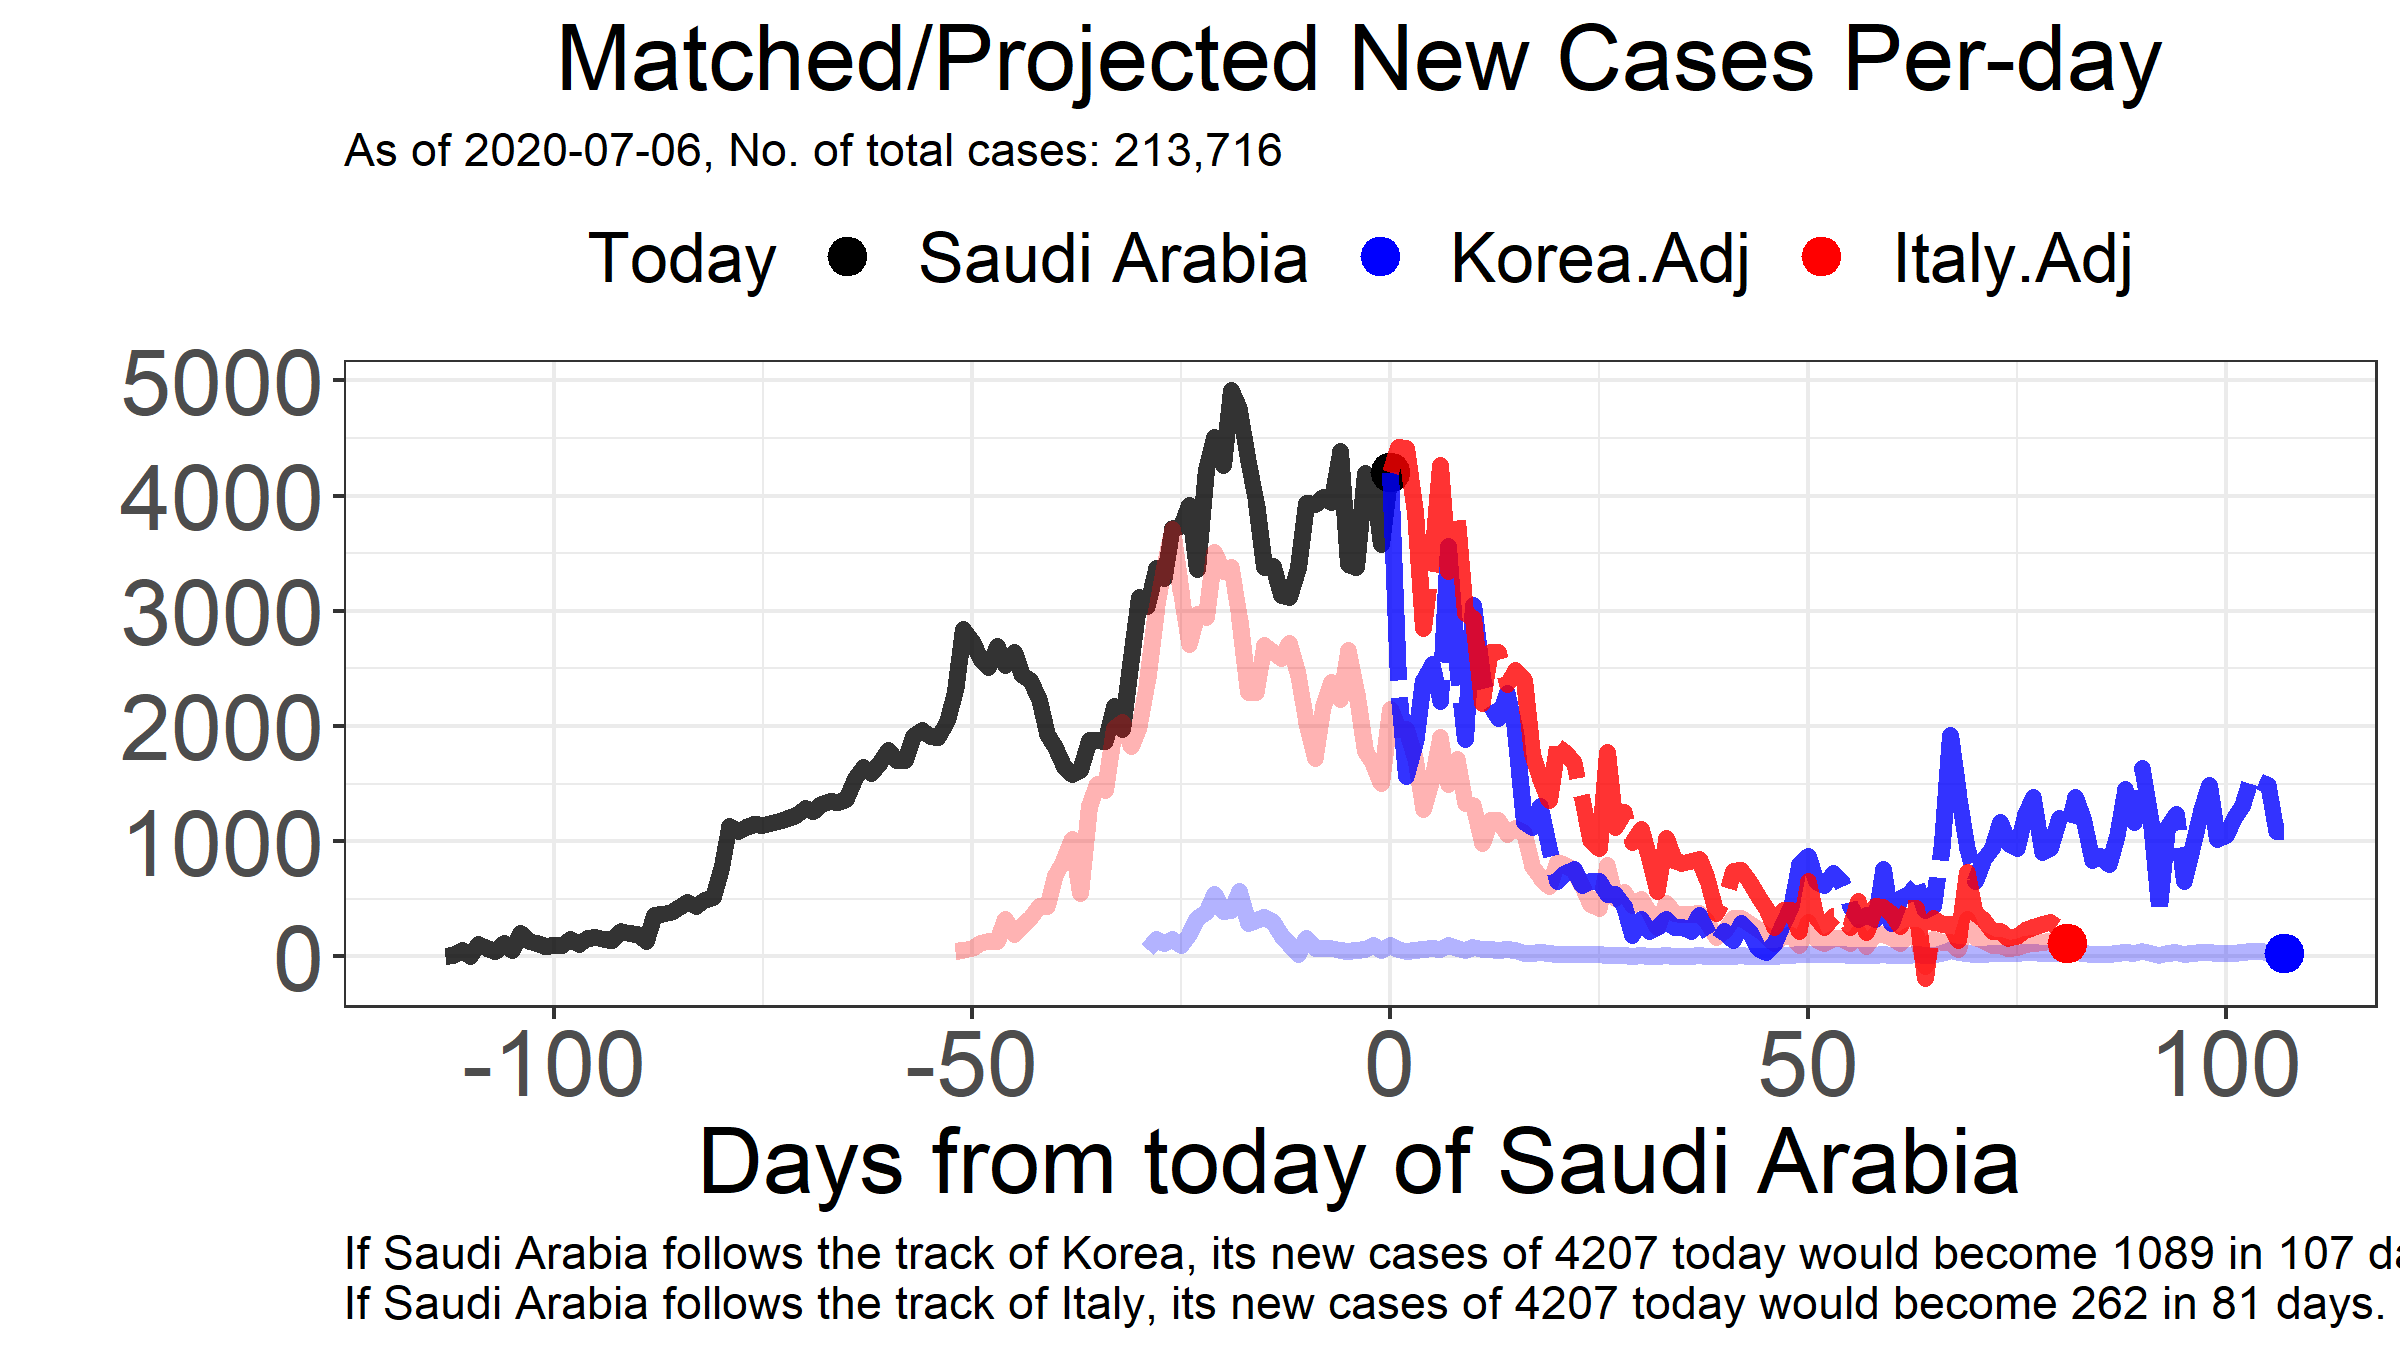 Matched/Projected New Cases Per-day
As of 2020-07-06, No. of total cases: 213,716
Today Saudi Arabia Korea.Adj Italy.Adj
5000
4000
3000
2000
1000
0
-100 -50 0 50 100
Days from today of Saudi Arabia
If Saudi Arabia follows the track of Korea, its new cases of 4207 today would become 1089 in 107 da
If Saudi Arabia follows the track of Italy, its new cases of 4207 today would become 262 in 81 days.